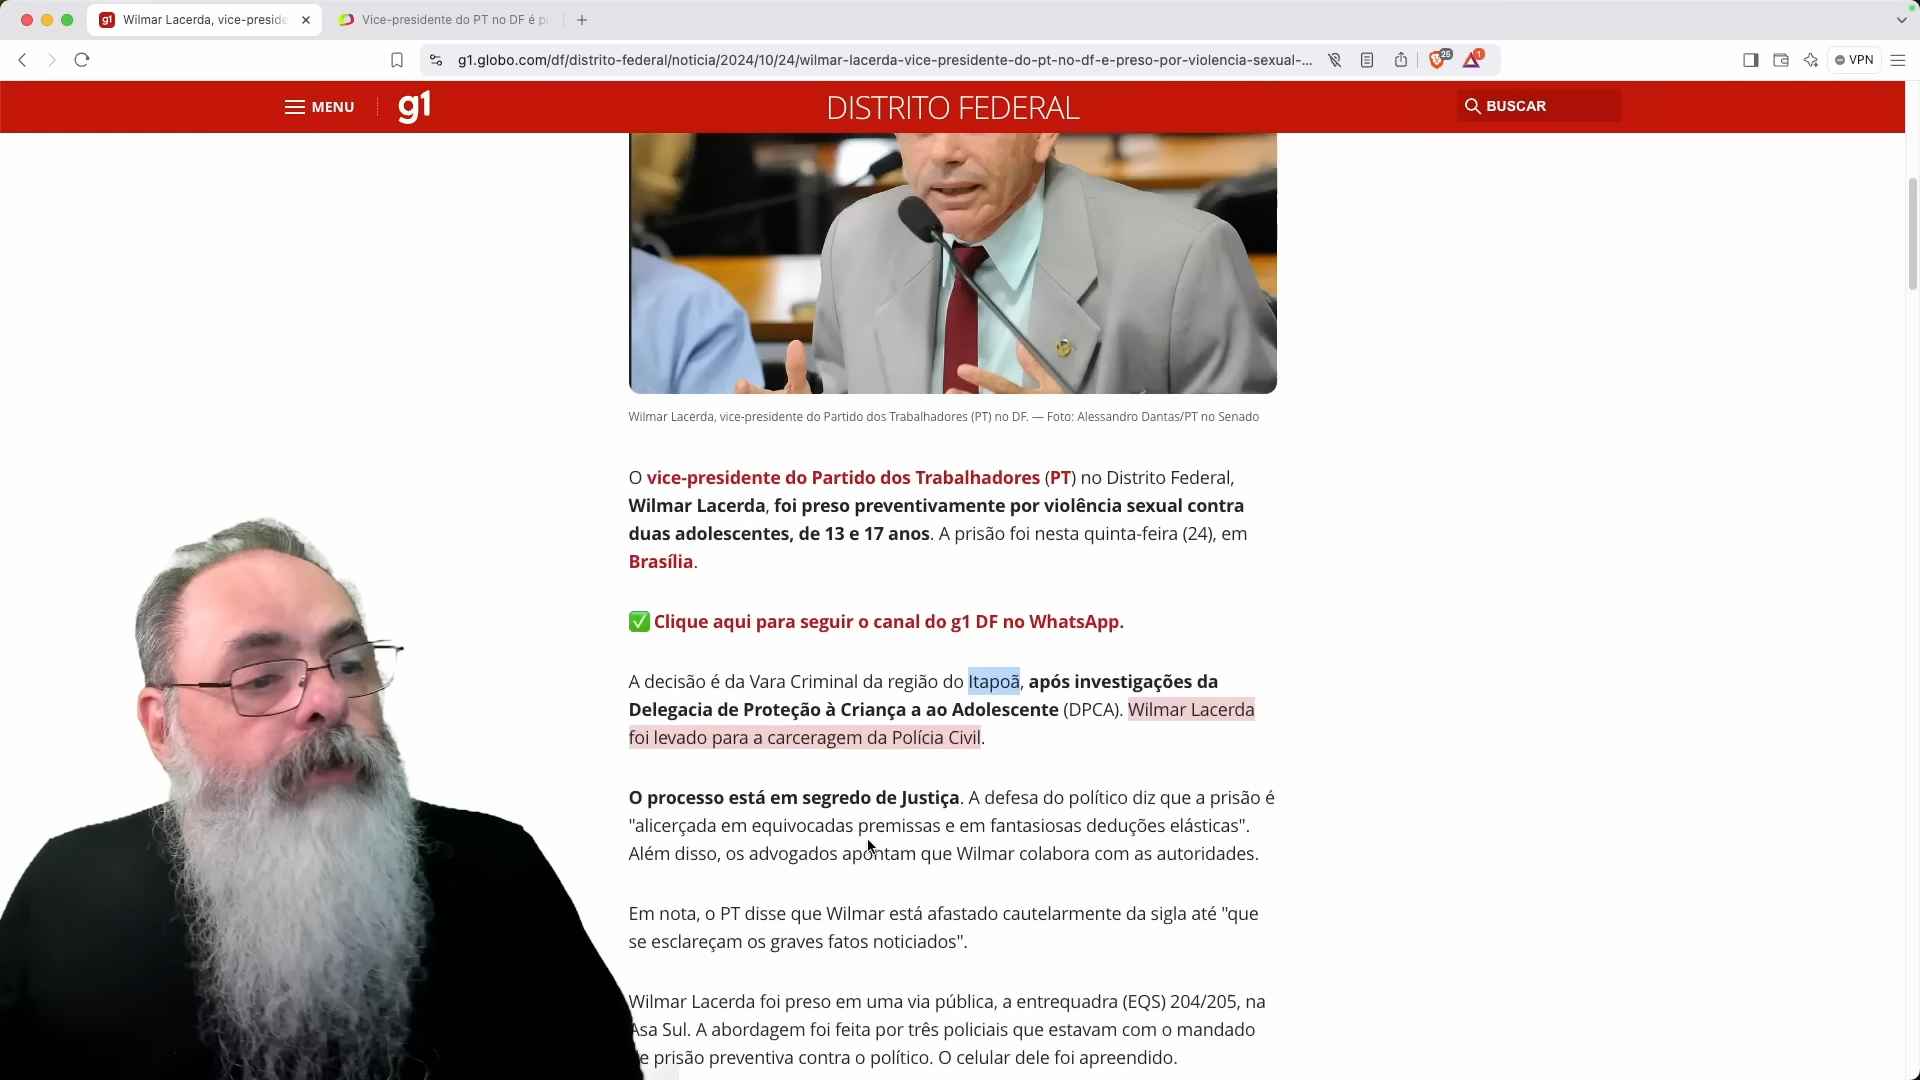 Wilmar Lacerda, vice-preside
Vice-presidente do PT no DF é p
g1.globo.com/df/distrito-federal/noticia/2024/10/24/wilmar-lacerda-vice-presidente-do-pt-no-df-e-preso-por-violencia-sexual-...
25
1
VPN
MENU
g1
DISTRITO FEDERAL
BUSCAR
Wilmar Lacerda, vice-presidente do Partido dos Trabalhadores (PT) no DF. — Foto: Alessandro Dantas/PT no Senado
O vice-presidente do Partido dos Trabalhadores (PT) no Distrito Federal,
Wilmar Lacerda, foi preso preventivamente por violência sexual contra
duas adolescentes, de 13 e 17 anos. A prisão foi nesta quinta-feira (24), em
Brasília.
✅ Clique aqui para seguir o canal do g1 DF no WhatsApp.
A decisão é da Vara Criminal da região do Itapoã, após investigações da
Delegacia de Proteção à Criança a ao Adolescente (DPCA). Wilmar Lacerda
foi levado para a carceragem da Polícia Civil.
O processo está em segredo de Justiça. A defesa do político diz que a prisão é
"alicerçada em equivocadas premissas e em fantasiosas deduções elásticas".
Além disso, os advogados apontam que Wilmar colabora com as autoridades.
Em nota, o PT disse que Wilmar está afastado cautelarmente da sigla até "que
se esclareçam os graves fatos noticiados".
Wilmar Lacerda foi preso em uma via pública, a entrequadra (EQS) 204/205, na
Asa Sul. A abordagem foi feita por três policiais que estavam com o mandado
e prisão preventiva contra o político. O celular dele foi apreendido.